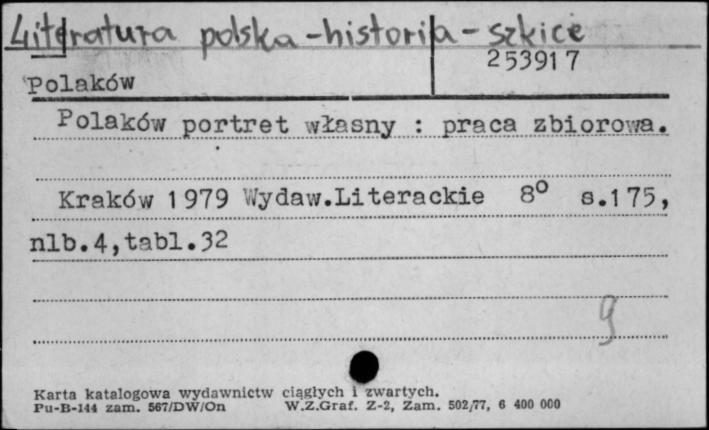 Literatura polska - historia - szkice
253917
Polaków
Polaków portret własny : praca zbiorowa.
Kraków 1979 Wydaw.Literackie 8° s.175,
nlb.4,tabl.32
9
Karta katalogowa wydawnictw ciągłych i zwartych.
Pu-B-144 zam. 567/DW/On W.Z.Graf. Z-2, Zam. 502/77, 6 400 000